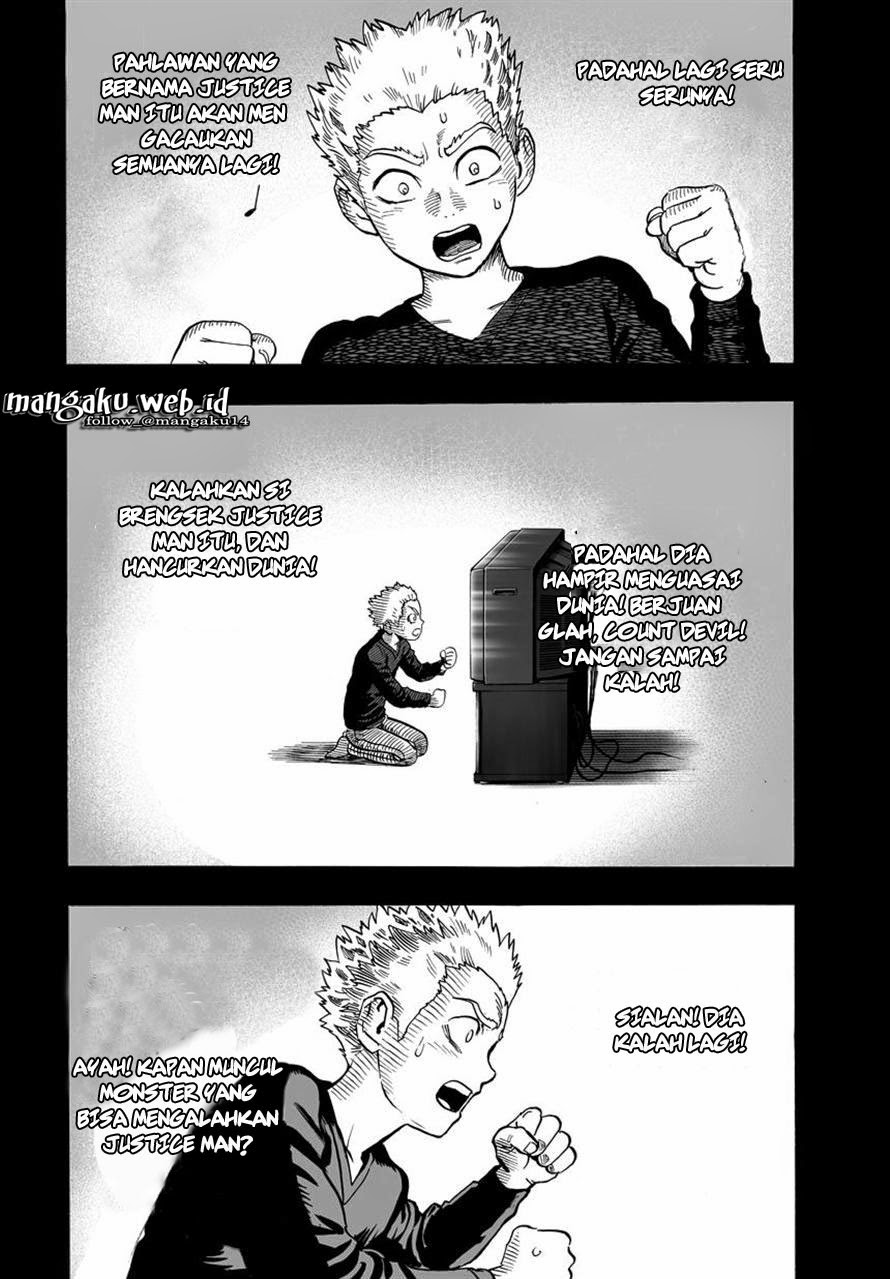 PADAHAL LAGI SERU
SERUNYA!
PAHLAWAN YANG
BERNAMA JUSTICE
MAN ITU AKAN MEN
GACAUKAN
SEMUANYA LAGI!
mangaku.web.id
follow_@mangaku14
PADAHAL DIA
HAMPIR MENGUASAI
DUNIA! BERJUAN
GLAH, COUNT DEVIL!
JANGAN SAMPAI
KALAH!
KALAHKAN SI
BRENGSEK JUSTICE
MAN ITU, DAN
HANCURKAN DUNIA!
SIALAN! DIA
KALAH LAGI!
AYAH! KAPAN MUNCUL
MONSTER YANG
BISA MENGALAHKAN
JUSTICE MAN?